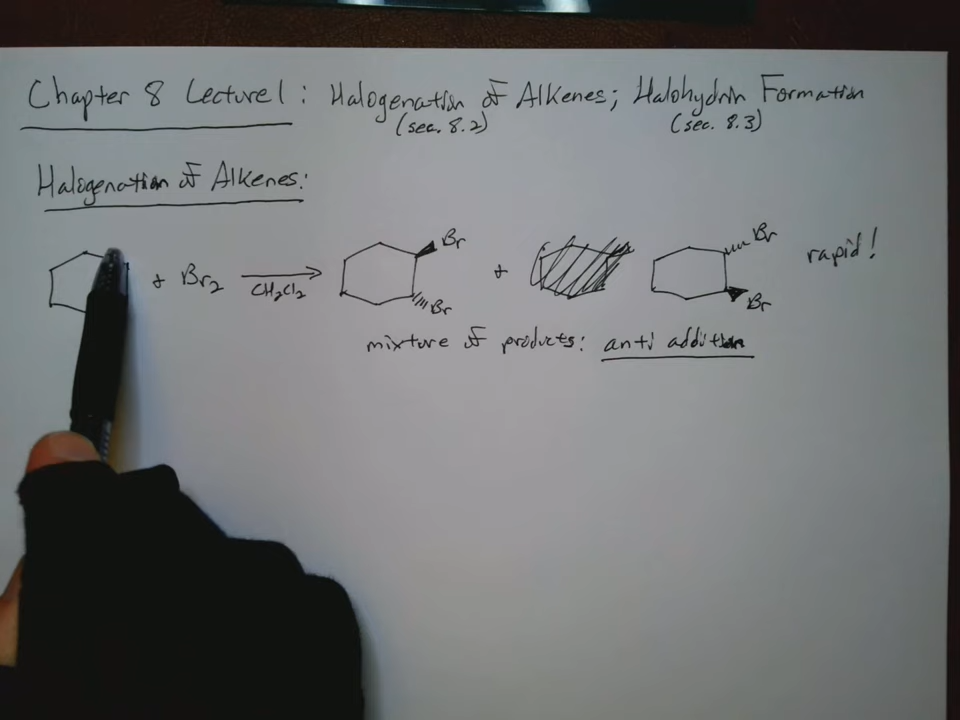 Chapter 8 Lecture 1 : Halogenation of Alkenes; Halohydrin Formation
(sec. 8.2) (sec. 8.3)
Halogenation of Alkenes:
+ Br2 CH2Cl2 Br Br + Br Br rapid!
mixture of products: anti addition